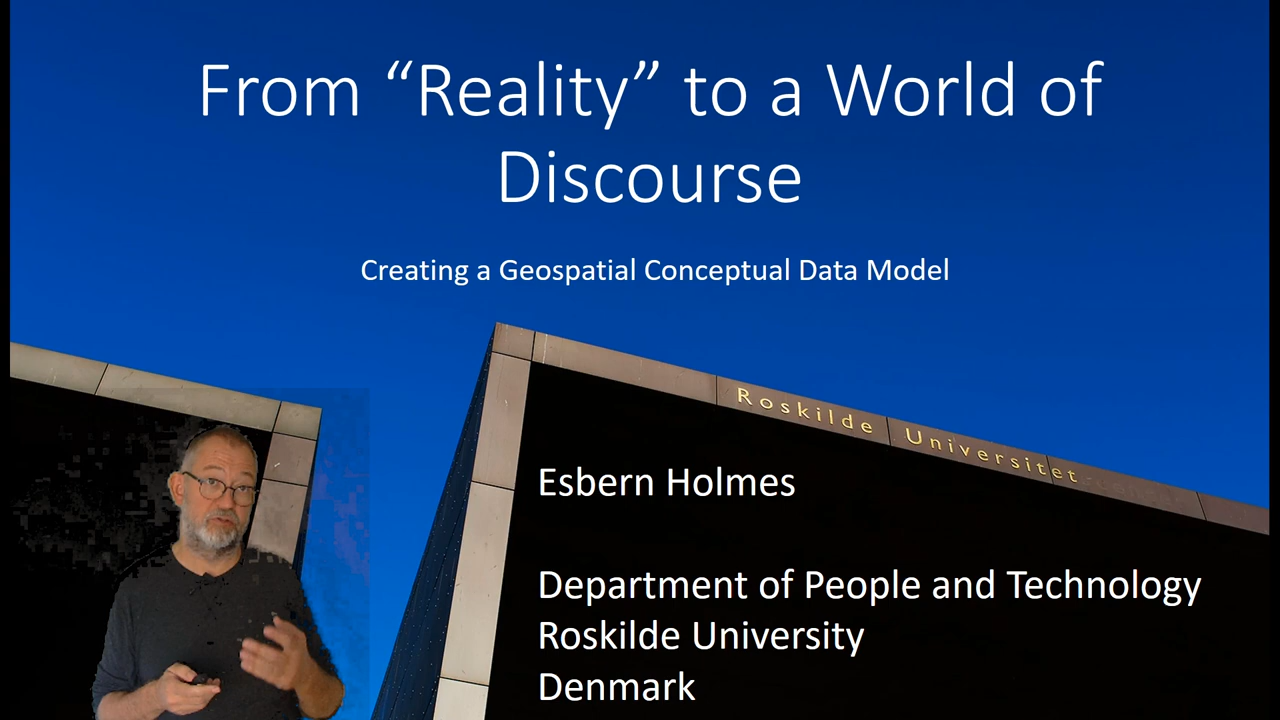 From “Reality” to a World of
Discourse
Creating a Geospatial Conceptual Data Model
Roskilde Universitet
Esbern Holmes
Department of People and Technology
Roskilde University
Denmark